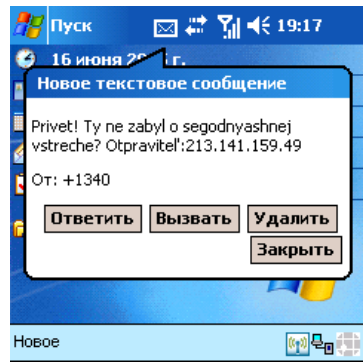 Пуск 19:17
16 июня г.
Новое текстовое сообщение
Privet! Ty ne zabyl o segodnyashnej
vstreche? Otpravitel':213.141.159.49
От: +1340
Ответить Вызвать Удалить
Закрыть
Новое